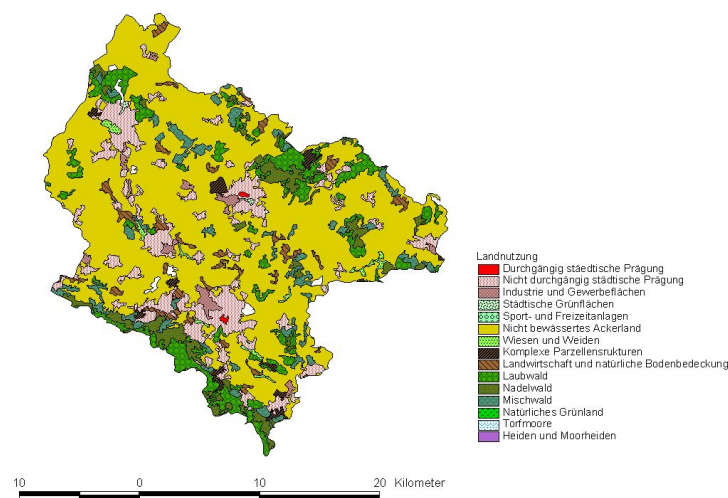 Landnutzung
Durchgängig stäedtische Prägung
Nicht durchgängig städtische Prägung
Industrie und Gewerbeflächen
Städtische Grünflächen
Sport- und Freizeitanlagen
Nicht bewässertes Ackerland
Wiesen und Weiden
Komplexe Parzellensrukturen
Landwirtschaft und natürliche Bodenbedeckung
Laubwald
Nadelwald
Mischwald
Natürliches Grünland
Torfmoore
Heiden und Moorheiden
10 0 10 20 Kilometer